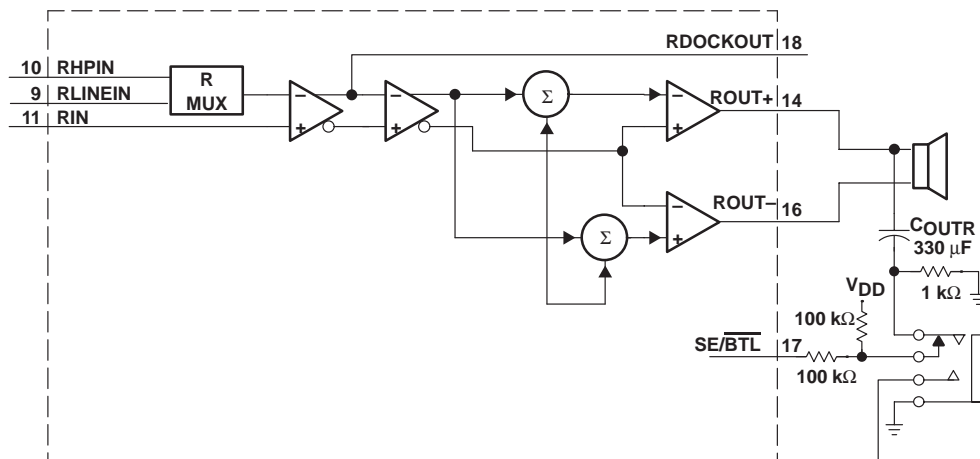 RDOCKOUT 18
10 RHPIN
R
MUX
9 RLINEIN
11 RIN
− − Σ − ROUT+ 14
+ + +
− ROUT− 16
Σ +
COUTR
330 µF
VDD
1 kΩ
100 kΩ
SE/BTL 17
100 kΩ